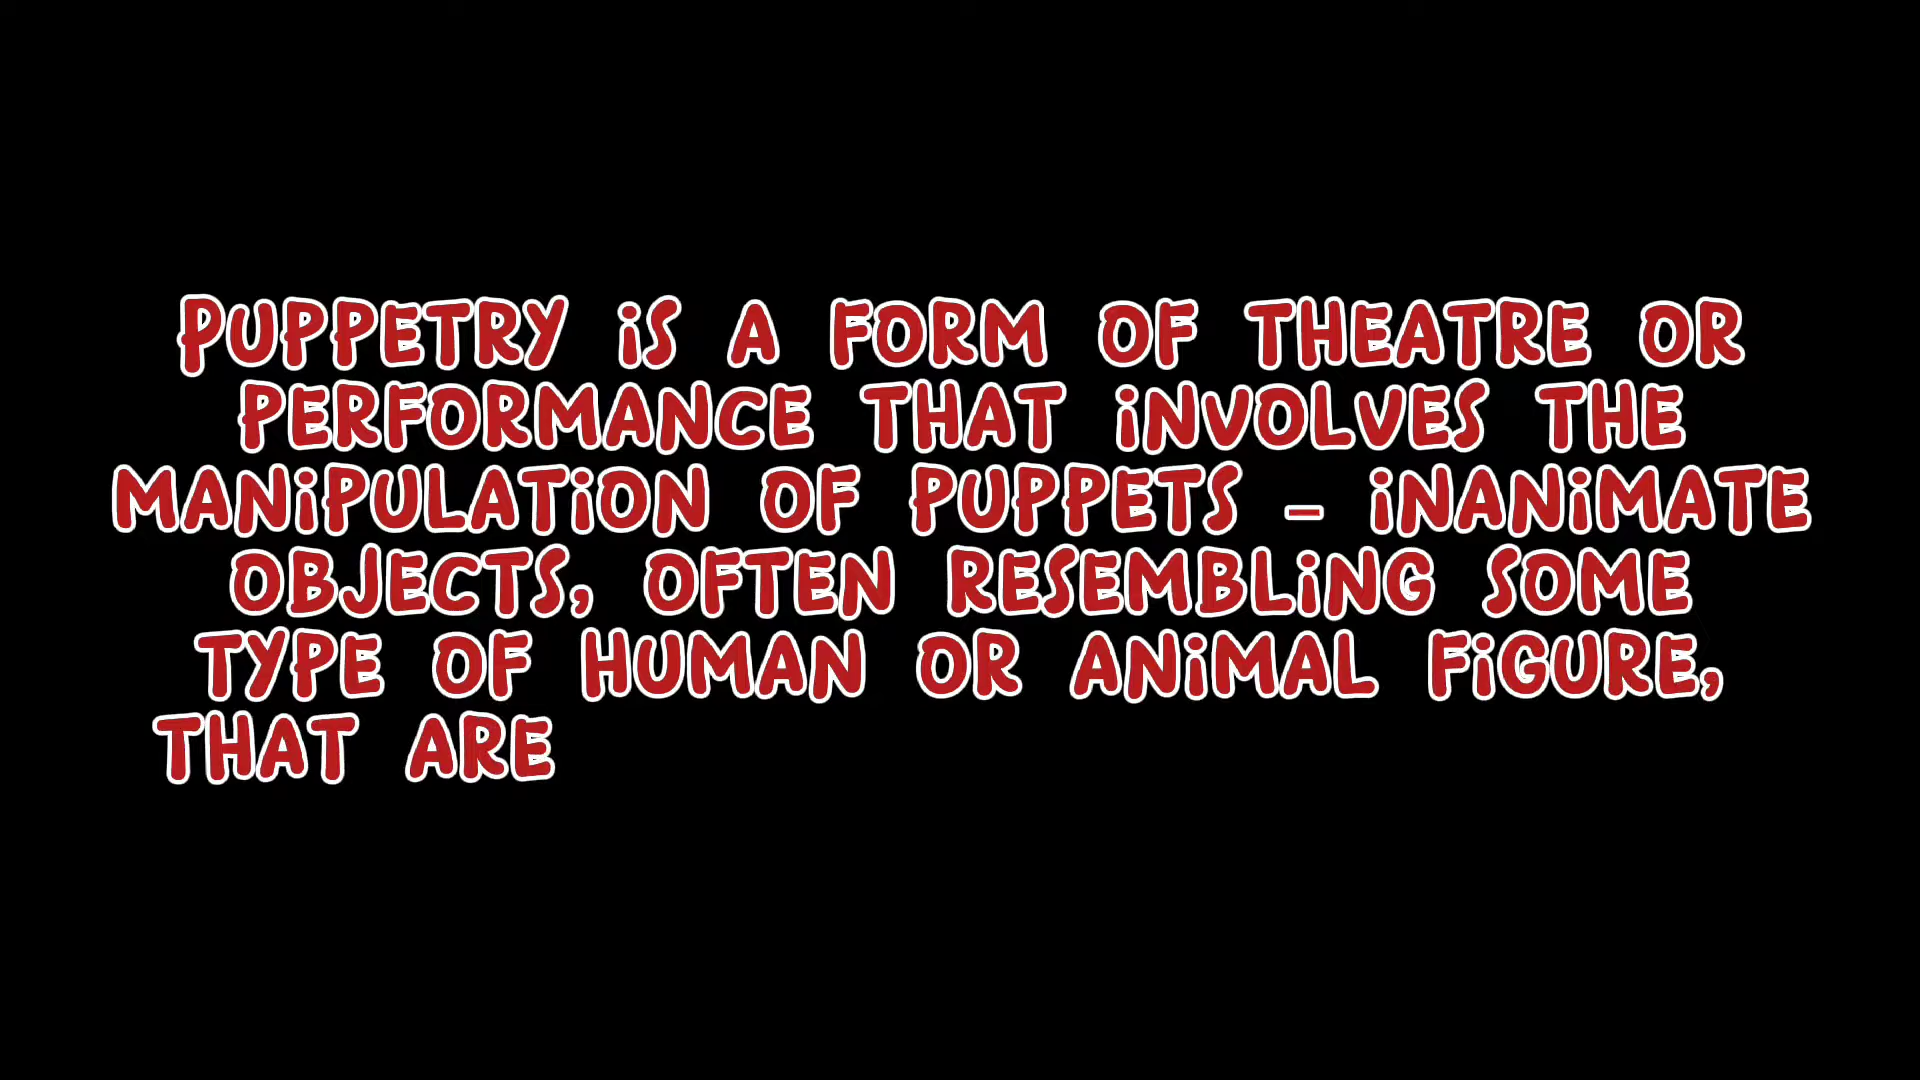 PUPPETRY iS A FORM OF THEATRE OR
PERFORMANCE THAT iNVOLVES THE
MANiPULATiON OF PUPPETS – iNANiMATE
OBJECTS, OFTEN RESEMBLiNG SOME
TYPE OF HUMAN OR ANiMAL FiGURE,
THAT ARE